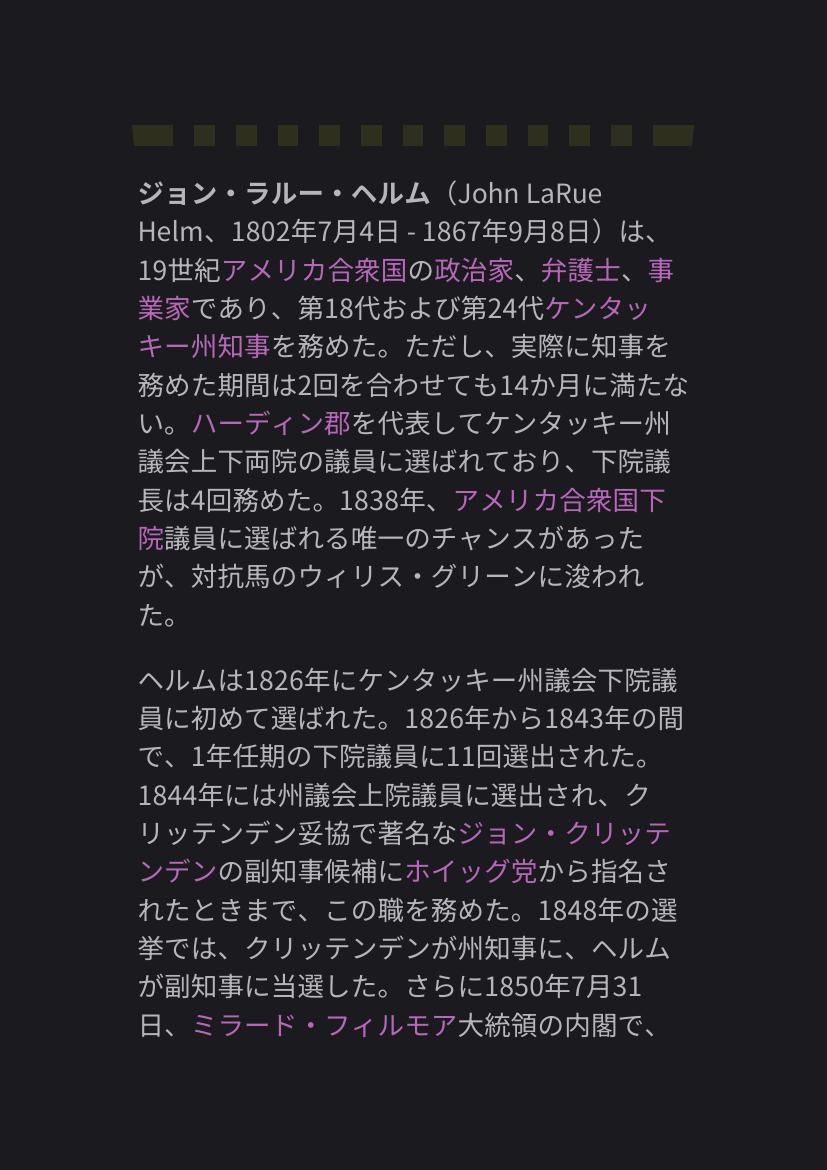 ジョン・ラルー・ヘルム（John LaRue
Helm、1802年7月4日 - 1867年9月8日）は、
19世紀アメリカ合衆国の政治家、弁護士、事
業家であり、第18代および第24代ケンタッ
キー州知事を務めた。ただし、実際に知事を
務めた期間は2回を合わせても14か月に満たな
い。ハーディン郡を代表してケンタッキー州
議会上下両院の議員に選ばれており、下院議
長は4回務めた。1838年、アメリカ合衆国下
院議員に選ばれる唯一のチャンスがあった
が、対抗馬のウィリス・グリーンに浚われ
た。
ヘルムは1826年にケンタッキー州議会下院議
員に初めて選ばれた。1826年から1843年の間
で、1年任期の下院議員に11回選出された。
1844年には州議会上院議員に選出され、ク
リッテンデン妥協で著名なジョン・クリッテ
ンデンの副知事候補にホイッグ党から指名さ
れたときまで、この職を務めた。1848年の選
挙では、クリッテンデンが州知事に、ヘルム
が副知事に当選した。さらに1850年7月31
日、ミラード・フィルモア大統領の内閣で、